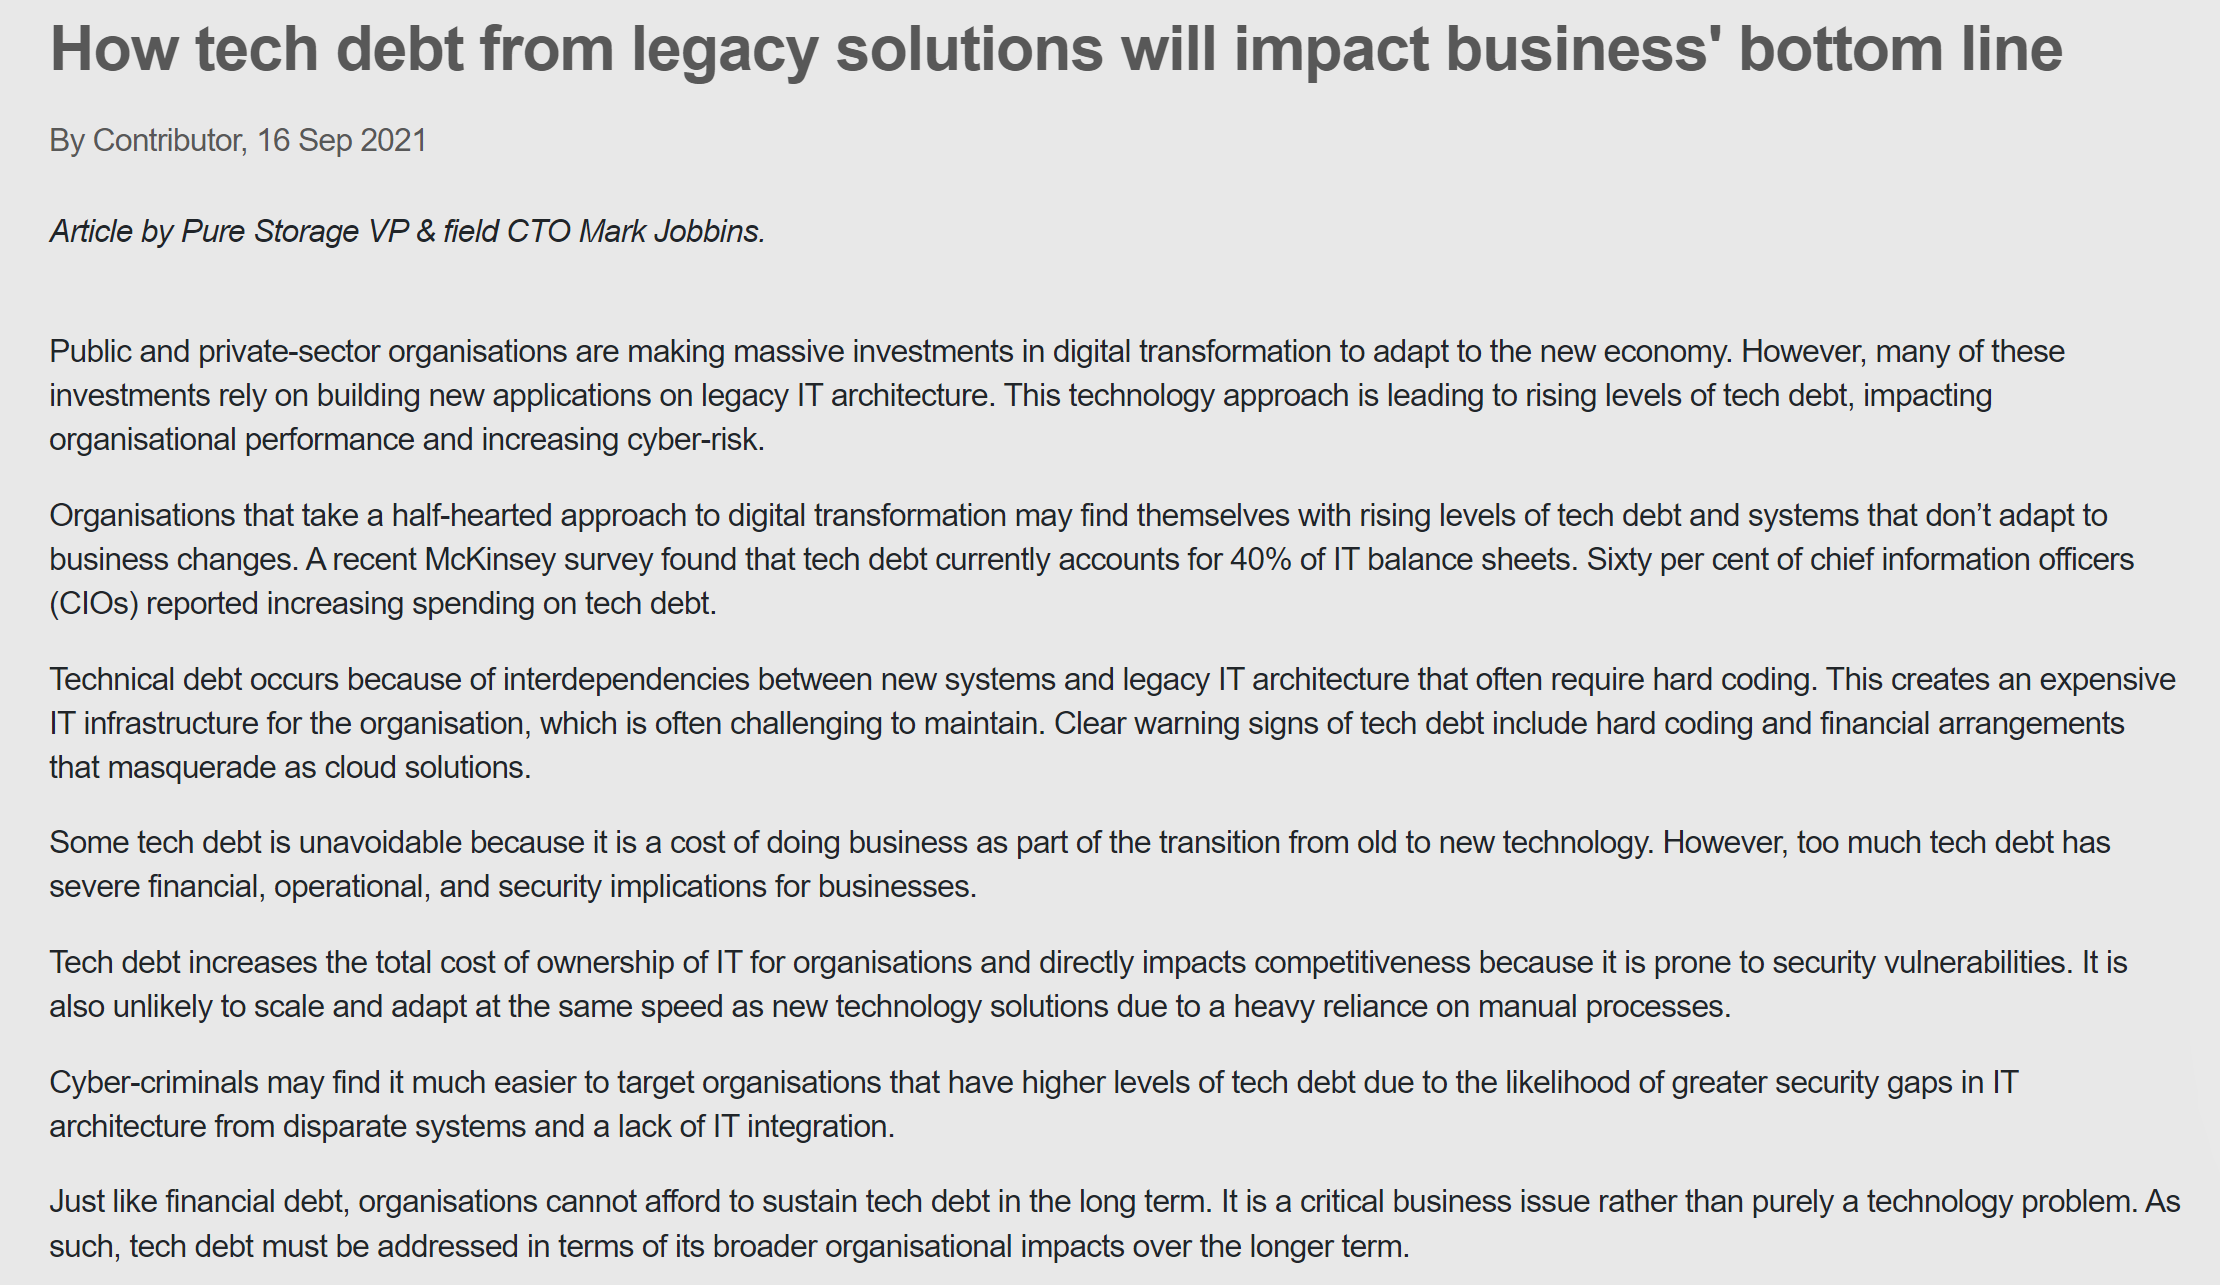 How tech debt from legacy solutions will impact business' bottom line
By Contributor, 16 Sep 2021
Article by Pure Storage VP & field CTO Mark Jobbins.
Public and private-sector organisations are making massive investments in digital transformation to adapt to the new economy. However, many of these
investments rely on building new applications on legacy IT architecture. This technology approach is leading to rising levels of tech debt, impacting
organisational performance and increasing cyber-risk.
Organisations that take a half-hearted approach to digital transformation may find themselves with rising levels of tech debt and systems that don’t adapt to
business changes. A recent McKinsey survey found that tech debt currently accounts for 40% of IT balance sheets. Sixty per cent of chief information officers
(CIOs) reported increasing spending on tech debt.
Technical debt occurs because of interdependencies between new systems and legacy IT architecture that often require hard coding. This creates an expensive
IT infrastructure for the organisation, which is often challenging to maintain. Clear warning signs of tech debt include hard coding and financial arrangements
that masquerade as cloud solutions.
Some tech debt is unavoidable because it is a cost of doing business as part of the transition from old to new technology. However, too much tech debt has
severe financial, operational, and security implications for businesses.
Tech debt increases the total cost of ownership of IT for organisations and directly impacts competitiveness because it is prone to security vulnerabilities. It is
also unlikely to scale and adapt at the same speed as new technology solutions due to a heavy reliance on manual processes.
Cyber-criminals may find it much easier to target organisations that have higher levels of tech debt due to the likelihood of greater security gaps in IT
architecture from disparate systems and a lack of IT integration.
Just like financial debt, organisations cannot afford to sustain tech debt in the long term. It is a critical business issue rather than purely a technology problem. As
such, tech debt must be addressed in terms of its broader organisational impacts over the longer term.